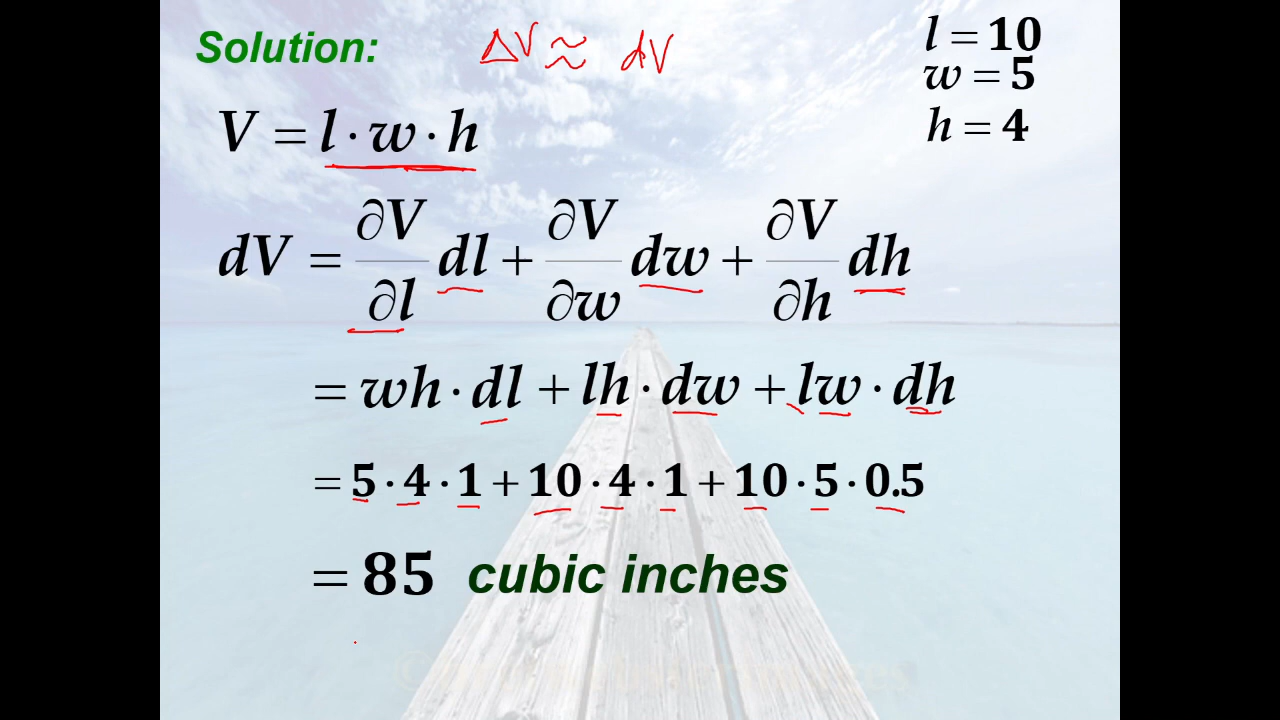 Solution: ΔV ≈ dV
l = 10
w = 5
h = 4
V = l · w · h
dV = ∂V/∂l dl + ∂V/∂w dw + ∂V/∂h dh
= wh · dl + lh · dw + lw · dh
= 5 · 4 · 1 + 10 · 4 · 1 + 10 · 5 · 0.5
= 85 cubic inches